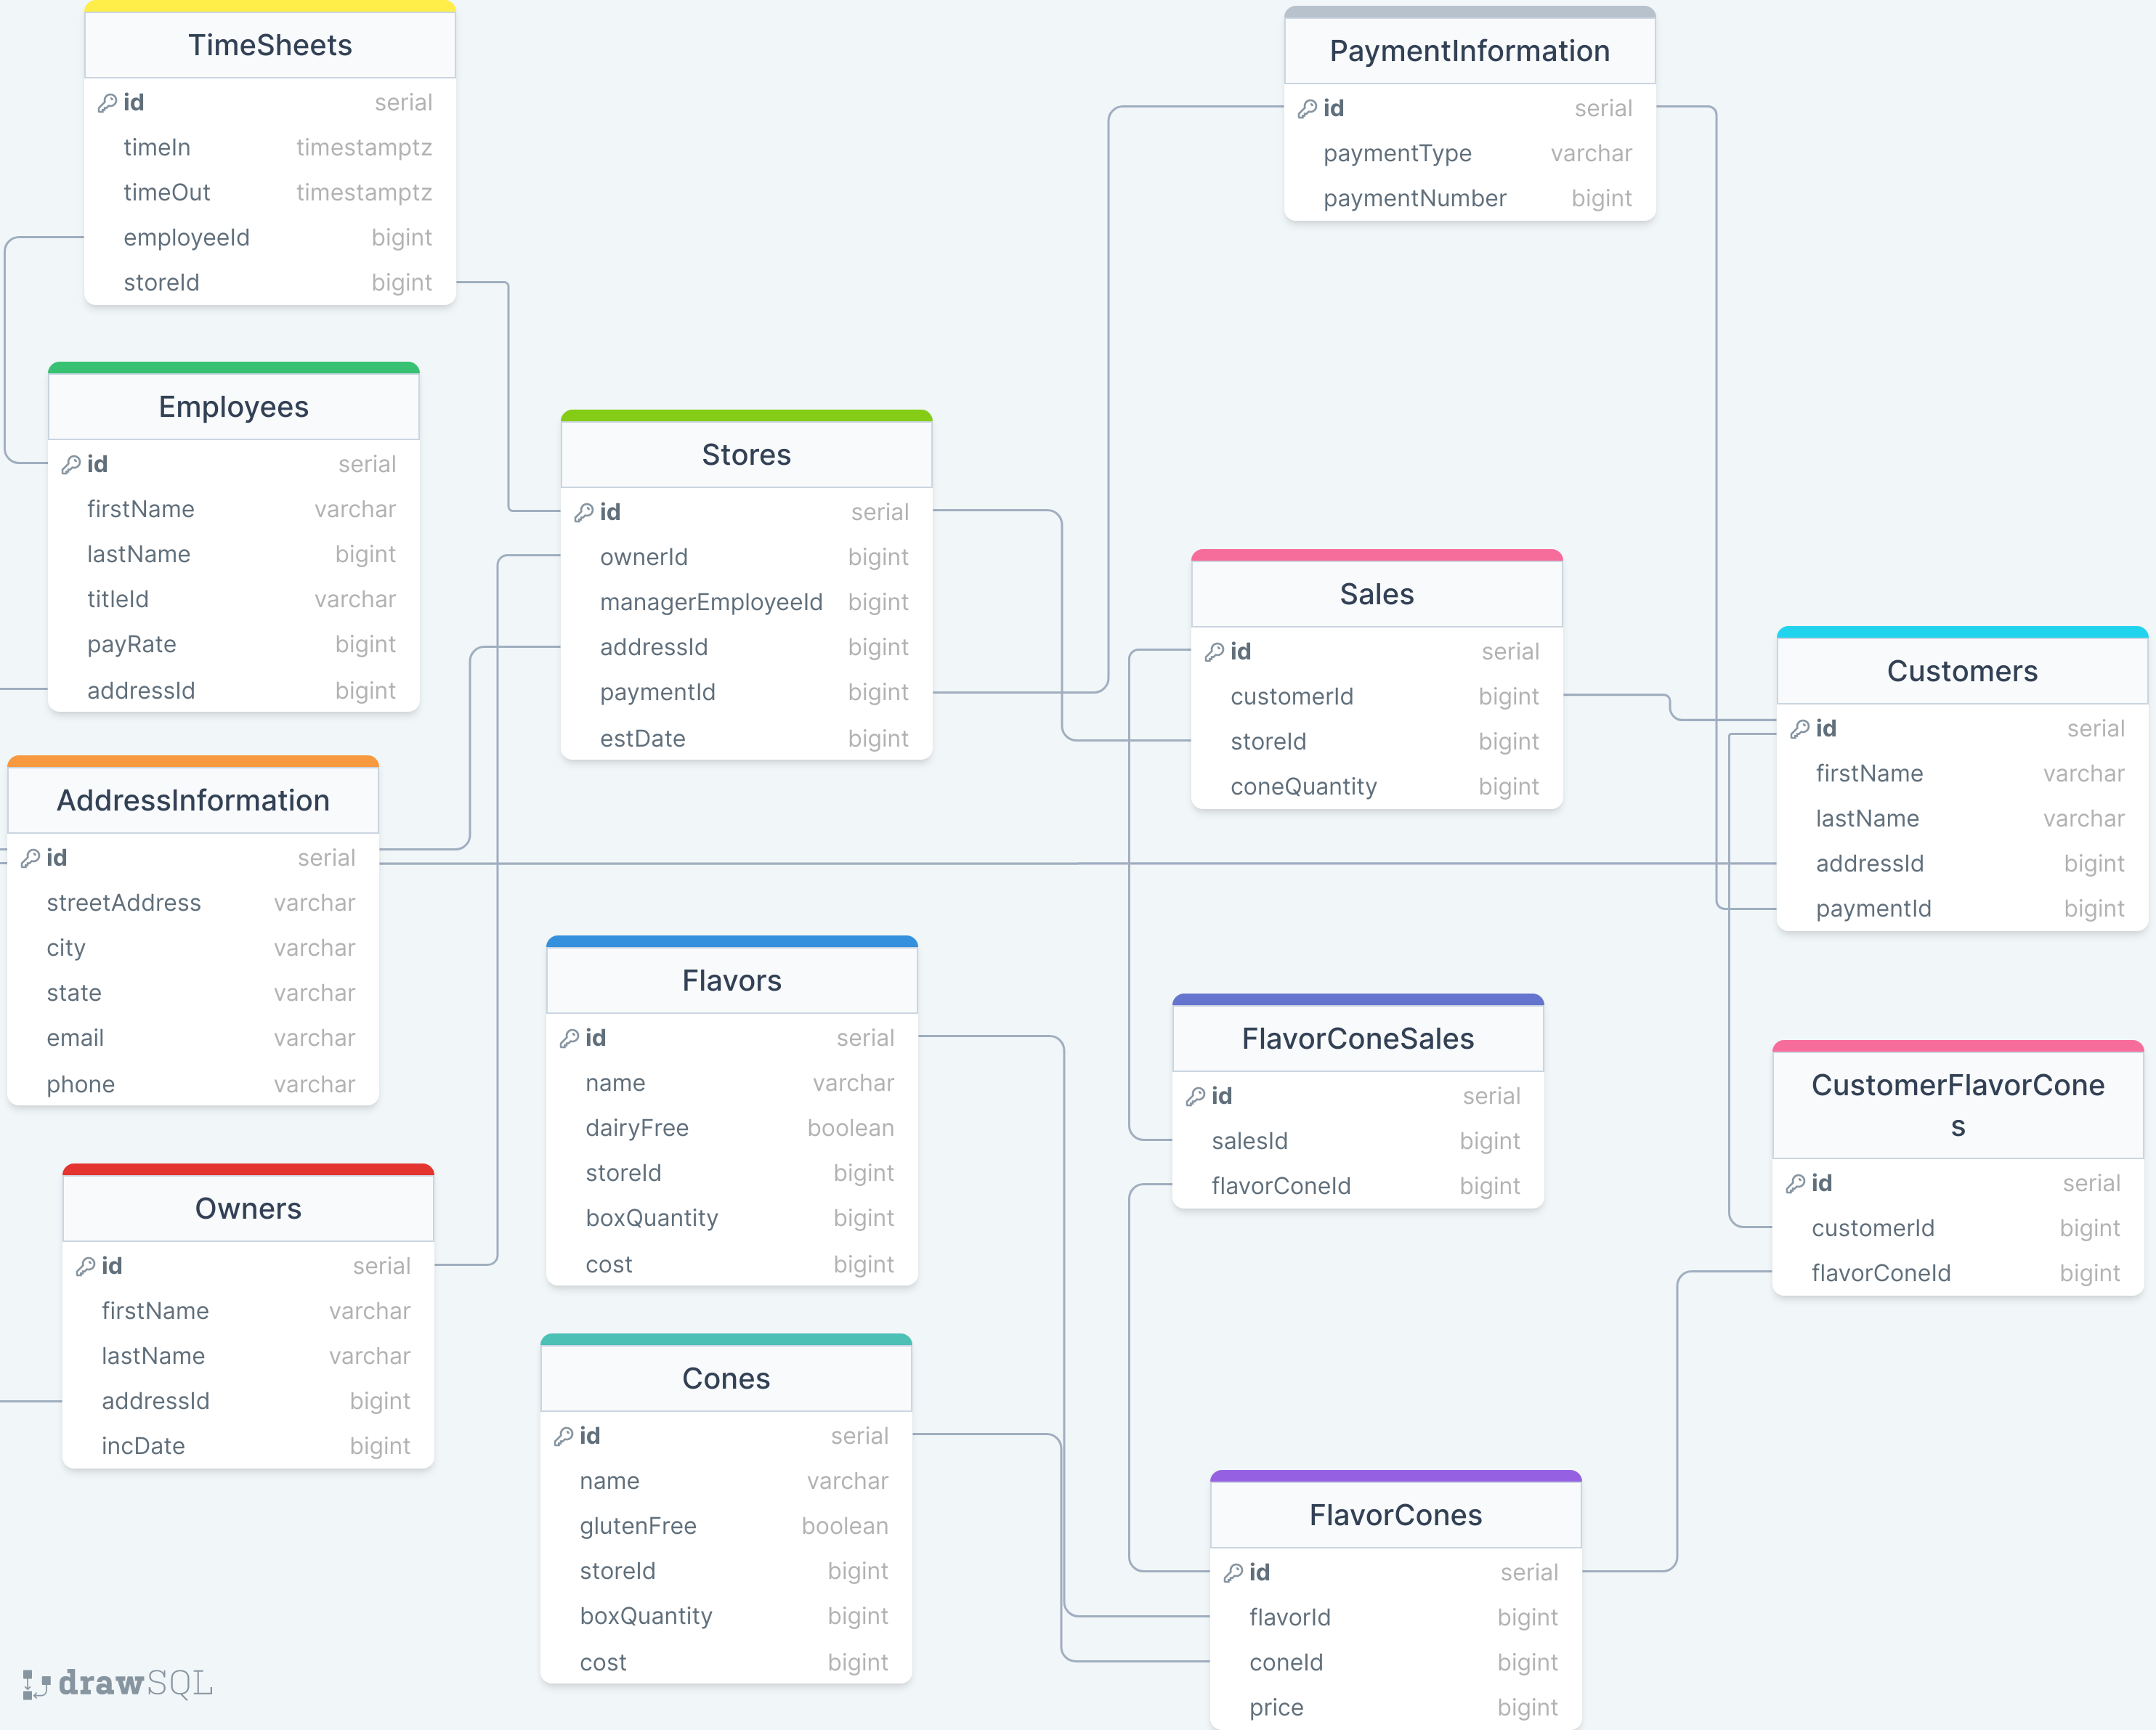 TimeSheets
id serial
timeIn timestamptz
timeOut timestamptz
employeeId bigint
storeId bigint
PaymentInformation
id serial
paymentType varchar
paymentNumber bigint
Employees
id serial
firstName varchar
lastName bigint
titleId varchar
payRate bigint
addressId bigint
Stores
id serial
ownerId bigint
managerEmployeeId bigint
addressId bigint
paymentId bigint
estDate bigint
Sales
id serial
customerId bigint
storeId bigint
coneQuantity bigint
Customers
id serial
firstName varchar
lastName varchar
addressId bigint
paymentId bigint
AddressInformation
id serial
streetAddress varchar
city varchar
state varchar
email varchar
phone varchar
Flavors
id serial
name varchar
dairyFree boolean
storeId bigint
boxQuantity bigint
cost bigint
FlavorConeSales
id serial
salesId bigint
flavorConeId bigint
CustomerFlavorCone
s
id serial
customerId bigint
flavorConeId bigint
Owners
id serial
firstName varchar
lastName varchar
addressId bigint
incDate bigint
Cones
id serial
name varchar
glutenFree boolean
storeId bigint
boxQuantity bigint
cost bigint
FlavorCones
id serial
flavorId bigint
coneId bigint
price bigint
drawSQL